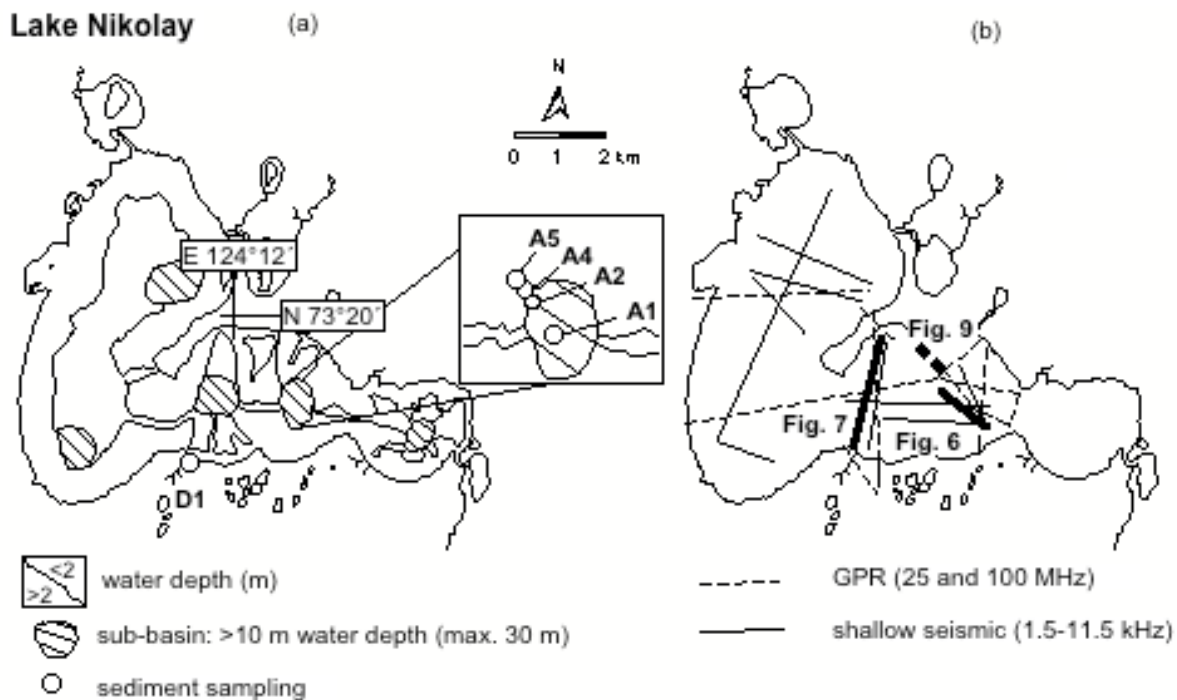 Lake Nikolay
(a)
(b)
N
0 1 2 km
E 124°12´
N 73°20´
A5
A4
A2
A1
D1
Fig. 9
Fig. 7
Fig. 6
<2
>2
water depth (m)
sub-basin: >10 m water depth (max. 30 m)
sediment sampling
GPR (25 and 100 MHz)
shallow seismic (1.5-11.5 kHz)